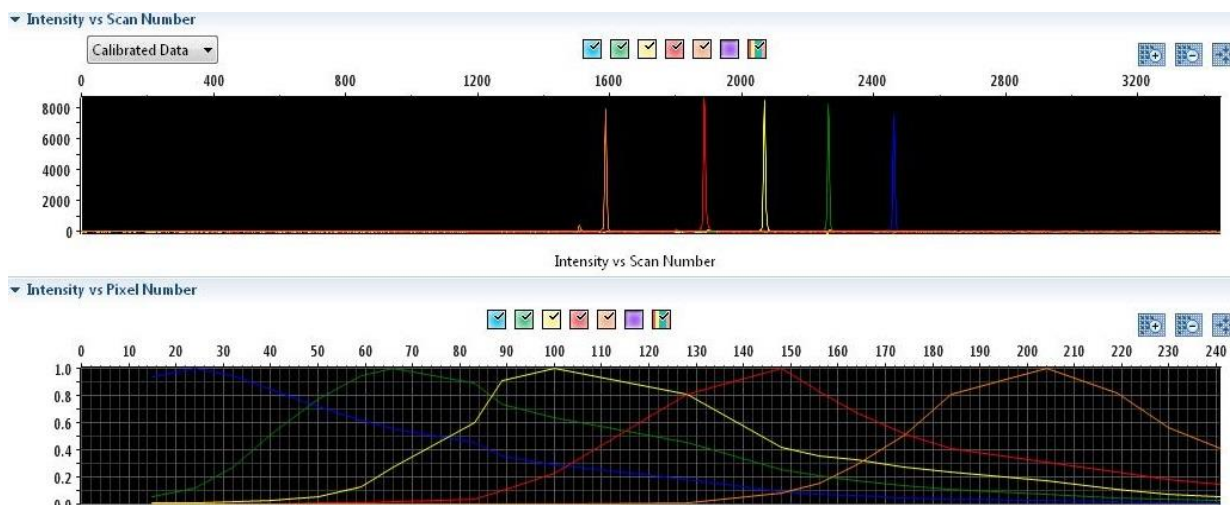 Intensity vs Scan Number
Calibrated Data
0 400 800 1200 1600 2000 2400 2800 3200
8000
6000
4000
2000
0
Intensity vs Scan Number
Intensity vs Pixel Number
0 10 20 30 40 50 60 70 80 90 100 110 120 130 140 150 160 170 180 190 200 210 220 230 240
1.0
0.8
0.6
0.4
0.2
0.0